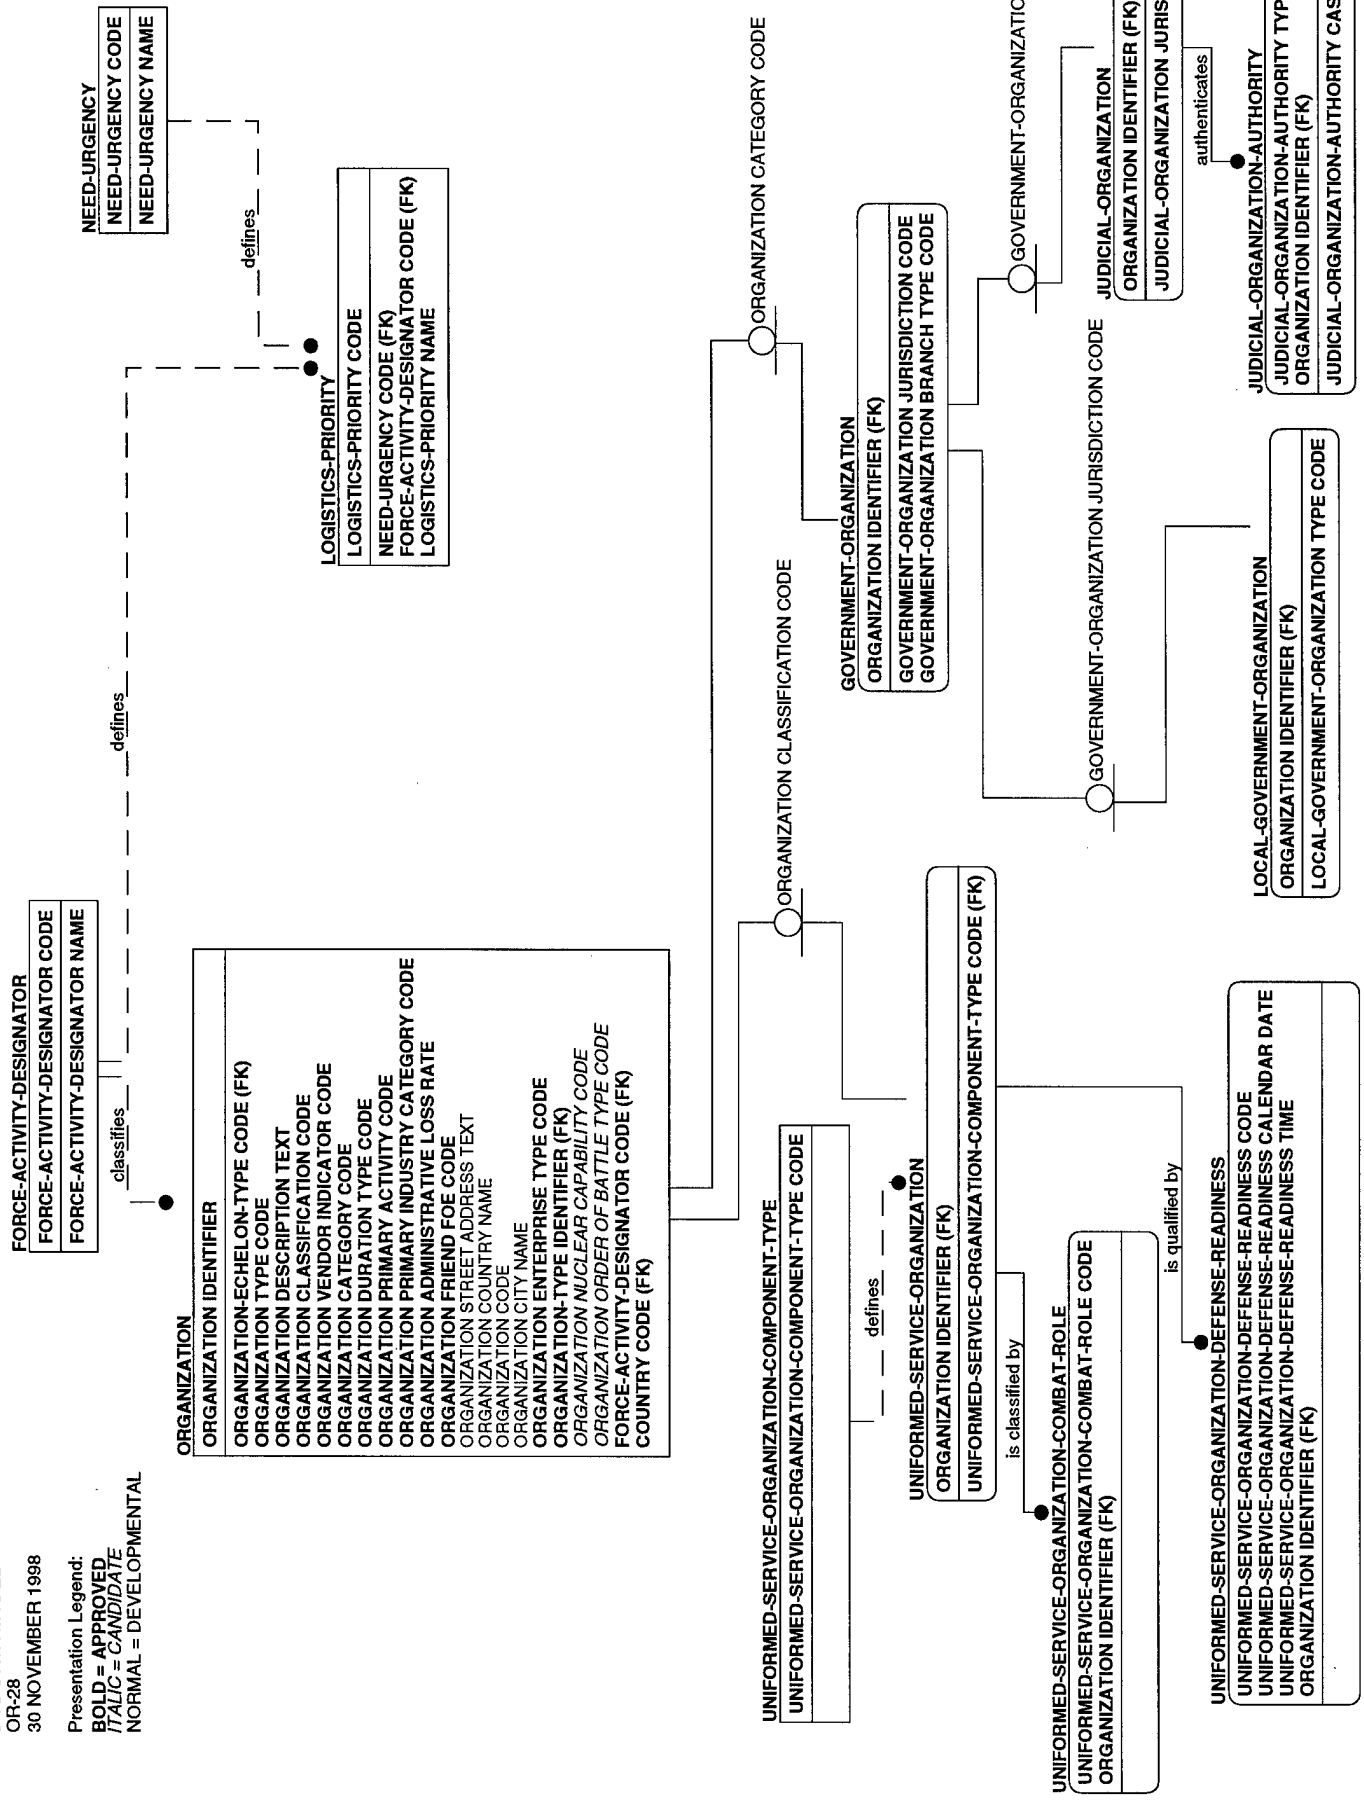 OR-28
30 NOVEMBER 1998
Presentation Legend:
BOLD = APPROVED
ITALIC = CANDIDATE
NORMAL = DEVELOPMENTAL
FORCE-ACTIVITY-DESIGNATOR
FORCE-ACTIVITY-DESIGNATOR CODE
FORCE-ACTIVITY-DESIGNATOR NAME
classifies
defines
NEED-URGENCY
NEED-URGENCY CODE
NEED-URGENCY NAME
defines
LOGISTICS-PRIORITY
LOGISTICS-PRIORITY CODE
NEED-URGENCY CODE (FK)
FORCE-ACTIVITY-DESIGNATOR CODE (FK)
LOGISTICS-PRIORITY NAME
ORGANIZATION
ORGANIZATION IDENTIFIER
ORGANIZATION-ECHELON-TYPE CODE (FK)
ORGANIZATION TYPE CODE
ORGANIZATION DESCRIPTION TEXT
ORGANIZATION CLASSIFICATION CODE
ORGANIZATION VENDOR INDICATOR CODE
ORGANIZATION CATEGORY CODE
ORGANIZATION DURATION TYPE CODE
ORGANIZATION PRIMARY ACTIVITY CODE
ORGANIZATION PRIMARY INDUSTRY CATEGORY CODE
ORGANIZATION ADMINISTRATIVE LOSS RATE
ORGANIZATION FRIEND FOE CODE
ORGANIZATION STREET ADDRESS TEXT
ORGANIZATION COUNTRY NAME
ORGANIZATION CODE
ORGANIZATION CITY NAME
ORGANIZATION ENTERPRISE TYPE CODE
ORGANIZATION-TYPE IDENTIFIER (FK)
ORGANIZATION NUCLEAR CAPABILITY CODE
ORGANIZATION ORDER OF BATTLE TYPE CODE
FORCE-ACTIVITY-DESIGNATOR CODE (FK)
COUNTRY CODE (FK)
ORGANIZATION CLASSIFICATION CODE
ORGANIZATION CATEGORY CODE
UNIFORMED-SERVICE-ORGANIZATION-COMPONENT-TYPE
UNIFORMED-SERVICE-ORGANIZATION-COMPONENT-TYPE CODE
defines
UNIFORMED-SERVICE-ORGANIZATION
ORGANIZATION IDENTIFIER (FK)
UNIFORMED-SERVICE-ORGANIZATION-COMPONENT-TYPE CODE (FK)
is classified by
UNIFORMED-SERVICE-ORGANIZATION-COMBAT-ROLE
UNIFORMED-SERVICE-ORGANIZATION-COMBAT-ROLE CODE
ORGANIZATION IDENTIFIER (FK)
is qualified by
UNIFORMED-SERVICE-ORGANIZATION-DEFENSE-READINESS
UNIFORMED-SERVICE-ORGANIZATION-DEFENSE-READINESS CODE
UNIFORMED-SERVICE-ORGANIZATION-DEFENSE-READINESS CALENDAR DATE
UNIFORMED-SERVICE-ORGANIZATION-DEFENSE-READINESS TIME
ORGANIZATION IDENTIFIER (FK)
GOVERNMENT-ORGANIZATION
ORGANIZATION IDENTIFIER (FK)
GOVERNMENT-ORGANIZATION JURISDICTION CODE
GOVERNMENT-ORGANIZATION BRANCH TYPE CODE
GOVERNMENT-ORGANIZATIO
GOVERNMENT-ORGANIZATION JURISDICTION CODE
LOCAL-GOVERNMENT-ORGANIZATION
ORGANIZATION IDENTIFIER (FK)
LOCAL-GOVERNMENT-ORGANIZATION TYPE CODE
JUDICIAL-ORGANIZATION
ORGANIZATION IDENTIFIER (FK)
JUDICIAL-ORGANIZATION JURIS
authenticates
JUDICIAL-ORGANIZATION-AUTHORITY
JUDICIAL-ORGANIZATION-AUTHORITY TYP
ORGANIZATION IDENTIFIER (FK)
JUDICIAL-ORGANIZATION-AUTHORITY CAS